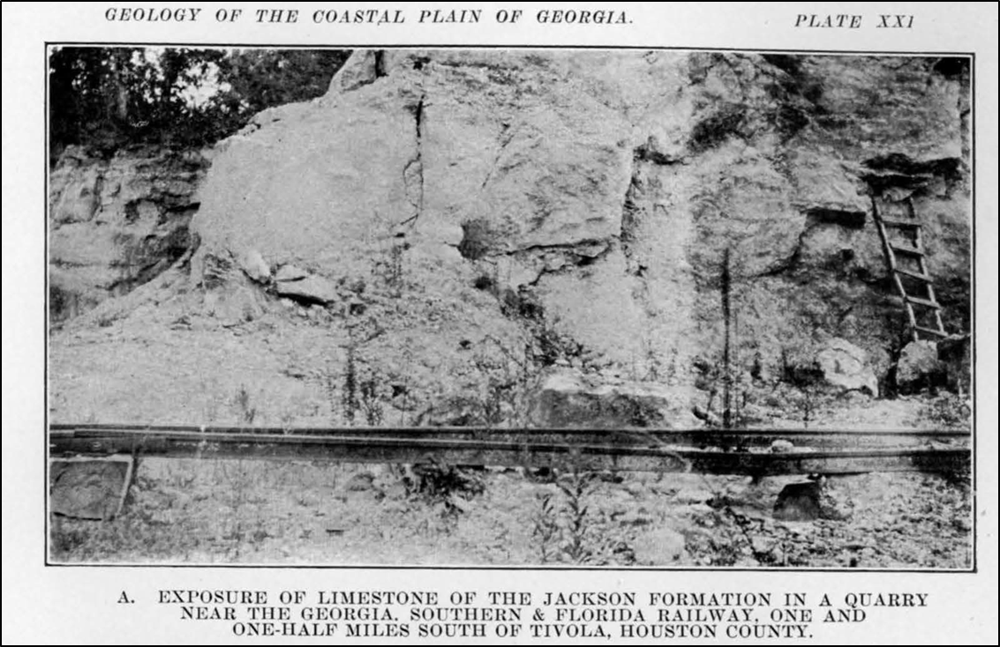 GEOLOGY OF THE COASTAL PLAIN OF GEORGIA.
PLATE XXI
A. EXPOSURE OF LIMESTONE OF THE JACKSON FORMATION IN A QUARRY
NEAR THE GEORGIA, SOUTHERN & FLORIDA RAILWAY, ONE AND
ONE-HALF MILES SOUTH OF TIVOLA, HOUSTON COUNTY.